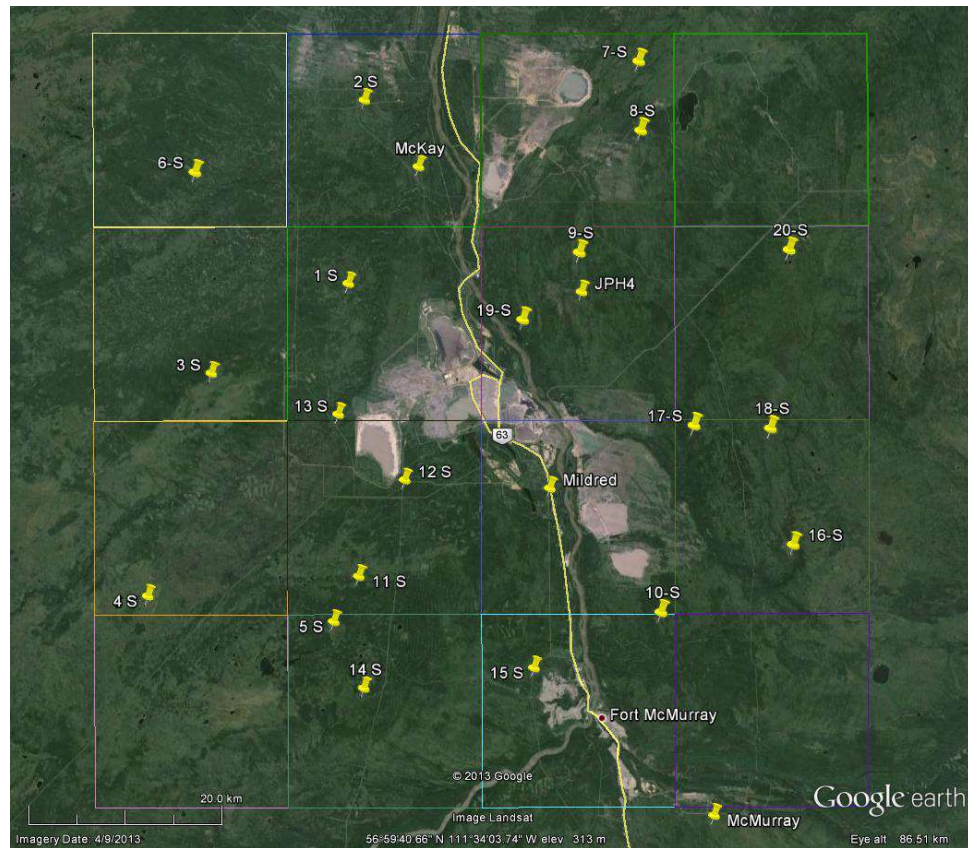 7-S
2 S
8-S
McKay
6-S
9-S
20-S
1 S
JPH4
19-S
3 S
13 S
17-S
18-S
63
12 S
Mildred
16-S
11 S
4 S
10-S
5 S
15 S
14 S
Fort McMurray
© 2013 Google
20.0 km
Image Landsat
Google earth
McMurray
Imagery Date: 4/9/2013
56°59'40.66" N 111°34'03.74" W elev 313 m
Eye alt 86.51 km